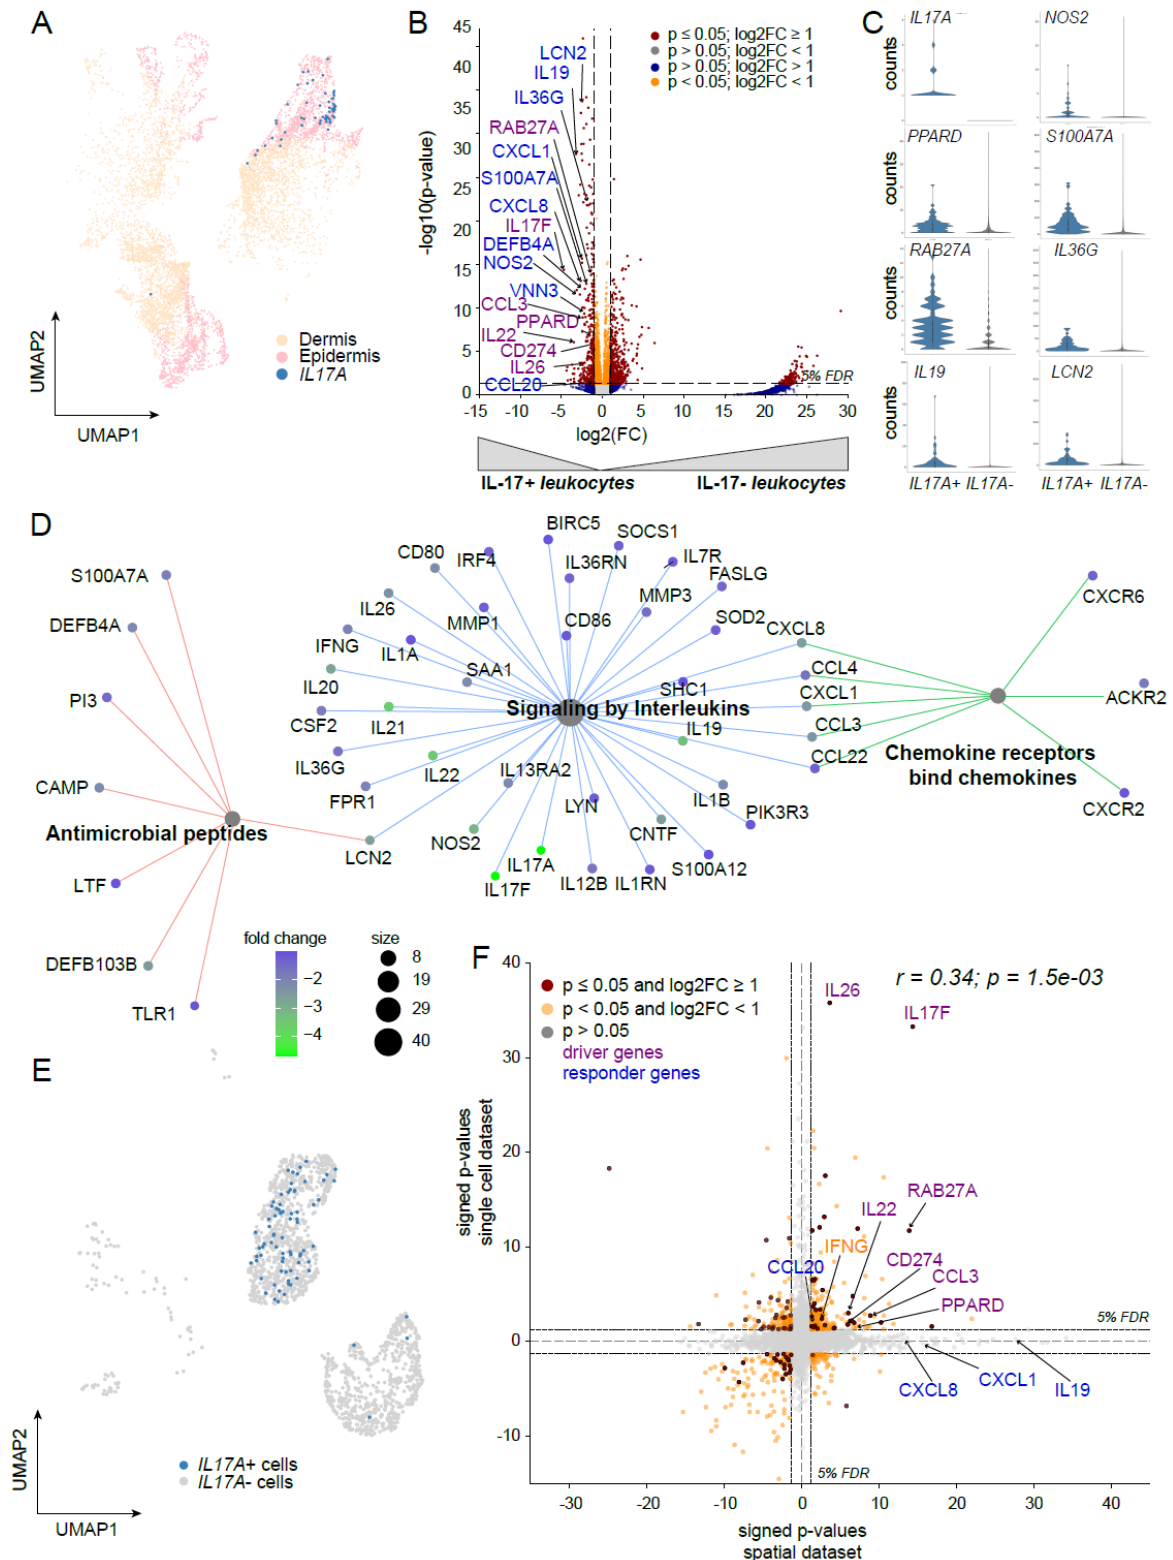 A
Dermis
Epidermis
IL17A
UMAP2
UMAP1
B
p ≤ 0.05; log2FC ≥ 1
p > 0.05; log2FC < 1
p > 0.05; log2FC > 1
p < 0.05; log2FC < 1
-log10(p-value)
45
40
35
30
25
20
15
10
5
0
LCN2
IL19
IL36G
RAB27A
CXCL1
S100A7A
CXCL8
IL17F
DEFB4A
NOS2
VNN3
CCL3
PPARD
IL22
CD274
IL26
CCL20
5% FDR
-15 -10 -5 0 5 10 15 20 25 30
log2(FC)
IL-17+ leukocytes IL-17- leukocytes
C
IL17A NOS2
counts
PPARD S100A7A
counts
RAB27A IL36G
counts
IL19 LCN2
counts
IL17A+ IL17A- IL17A+ IL17A-
D
S100A7A
DEFB4A
PI3
CAMP
Antimicrobial peptides
LTF
DEFB103B
TLR1
LCN2
BIRC5
SOCS1
CD80
IRF4
IL36RN
IL7R
FASLG
IL26
MMP1
MMP3
CD86
SOD2
IFNG
IL1A
SAA1
CXCL8
IL20
SHC1
CCL4
Signaling by Interleukins
CXCL1
CSF2
IL21
IL19
CCL3
IL36G
IL22
IL13RA2
CCL22
FPR1
LYN
IL1B
PIK3R3
NOS2
CNTF
IL17A
IL17F
IL12B
IL1RN
S100A12
CXCR6
ACKR2
Chemokine receptors
bind chemokines
CXCR2
fold change
−2
−3
−4
size
8
19
29
40
E
IL17A+ cells
IL17A- cells
UMAP2
UMAP1
F
p ≤ 0.05 and log2FC ≥ 1
p < 0.05 and log2FC < 1
p > 0.05
driver genes
responder genes
r = 0.34; p = 1.5e-03
signed p-values
single cell dataset
40
30
20
10
0
-10
IL26
IL17F
RAB27A
IL22
IFNG
CCL20
CD274
CCL3
PPARD
5% FDR
CXCL8
CXCL1
IL19
5% FDR
-30 -20 -10 0 10 20 30 40
signed p-values
spatial dataset